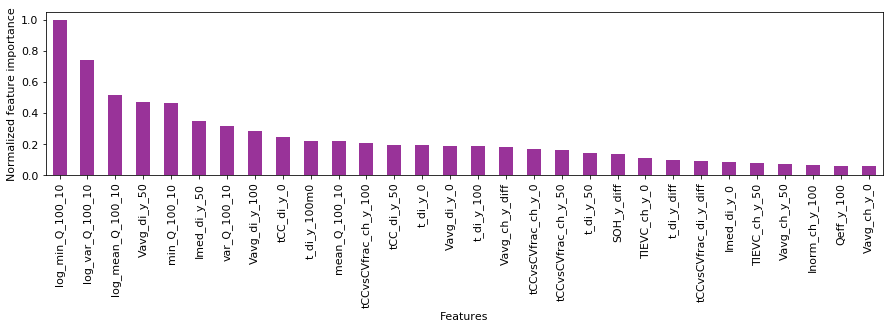 Normalized feature importance
1.0
0.8
0.6
0.4
0.2
0.0
log_min_Q_100_10
log_var_Q_100_10
log_mean_Q_100_10
Vavg_di_y_50
min_Q_100_10
Imed_di_y_50
var_Q_100_10
Vavg_di_y_100
tCC_di_y_0
t_di_y_100m0
mean_Q_100_10
tCCvsCVfrac_ch_y_100
tCC_di_y_50
t_di_y_0
Vavg_di_y_0
t_di_y_100
Vavg_ch_y_diff
tCCvsCVfrac_ch_y_0
tCCvsCVfrac_ch_y_50
t_di_y_50
SOH_y_diff
TIEVC_ch_y_0
t_di_y_diff
tCCvsCVfrac_di_y_diff
Imed_di_y_0
TIEVC_ch_y_50
Vavg_ch_y_50
Inorm_ch_y_100
Qeff_y_100
Vavg_ch_y_0
Features